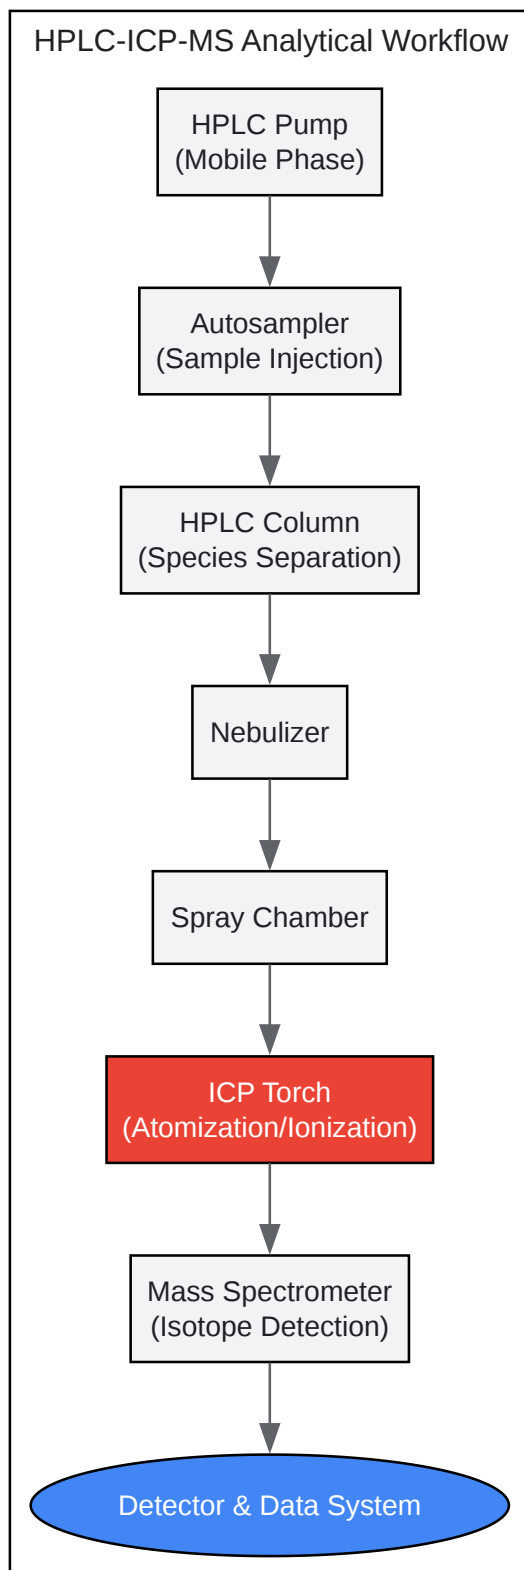 HPLC-ICP-MS Analytical Workflow
HPLC Pump
(Mobile Phase)
Autosampler
(Sample Injection)
HPLC Column
(Species Separation)
Nebulizer
Spray Chamber
ICP Torch
(Atomization/Ionization)
Mass Spectrometer
(Isotope Detection)
Detector & Data System